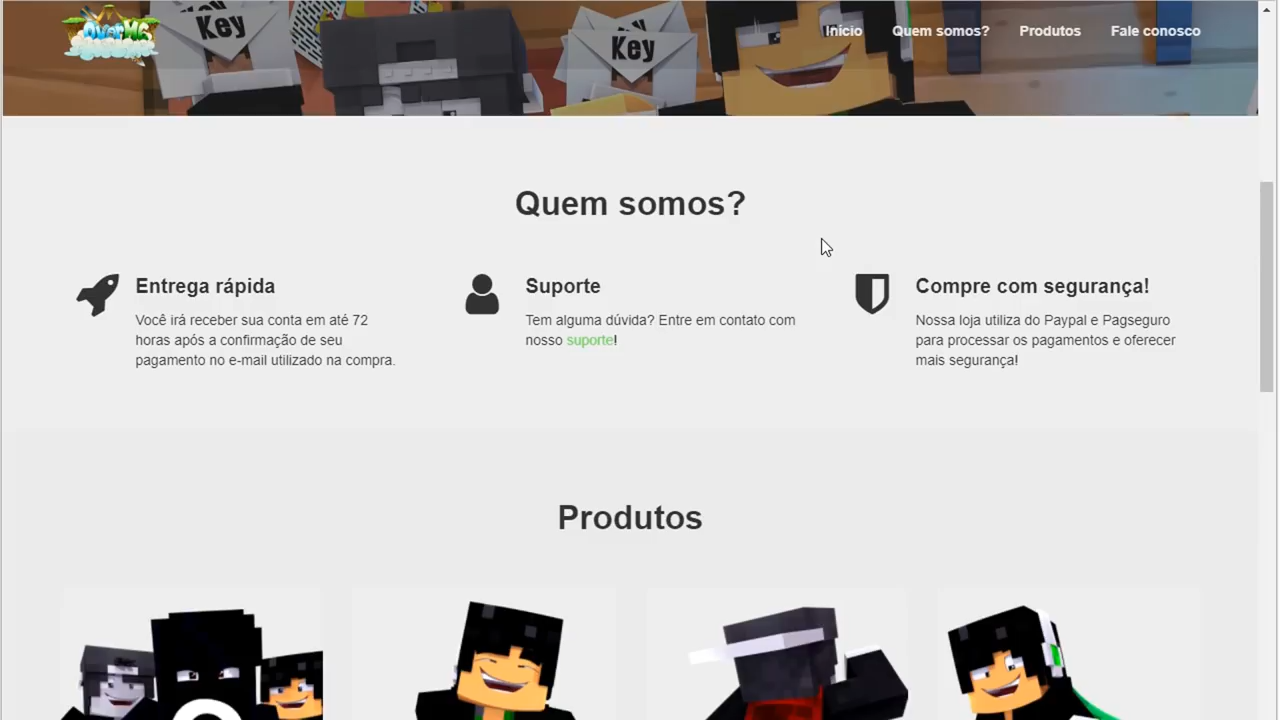 Key
Key
OverMC
Início
Quem somos?
Produtos
Fale conosco
Quem somos?
Entrega rápida
Você irá receber sua conta em até 72
horas após a confirmação de seu
pagamento no e-mail utilizado na compra.
Suporte
Tem alguma dúvida? Entre em contato com
nosso suporte!
Compre com segurança!
Nossa loja utiliza do Paypal e Pagseguro
para processar os pagamentos e oferecer
mais segurança!
Produtos